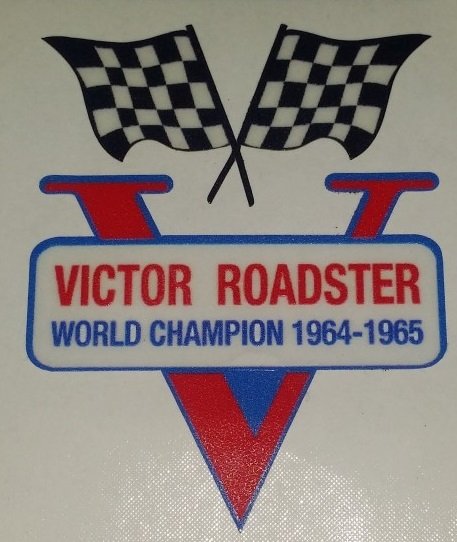 V
VICTOR ROADSTER
WORLD CHAMPION 1964-1965